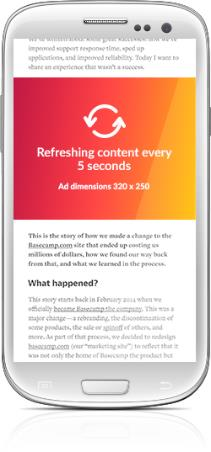 improved support response time, sped up
applications, and improved reliability. Today I want to
share an experience that wasn't a success.
Refreshing content every
5 seconds
Ad dimensions 320 x 250
This is the story of how we made a change to the
Basecamp.com site that ended up costing us
millions of dollars, how we found our way back
from that, and what we learned in the process.
What happened?
This story starts back in February 2014 when we
officially became Basecamp the company. This was a
major change—a rebranding, the discontinuation of
some products, the sale or spinoff of others, and
more. As part of that process, we decided to redesign
basecamp.com (our "marketing site") to reflect that it
was not only the home of Basecamp the product but